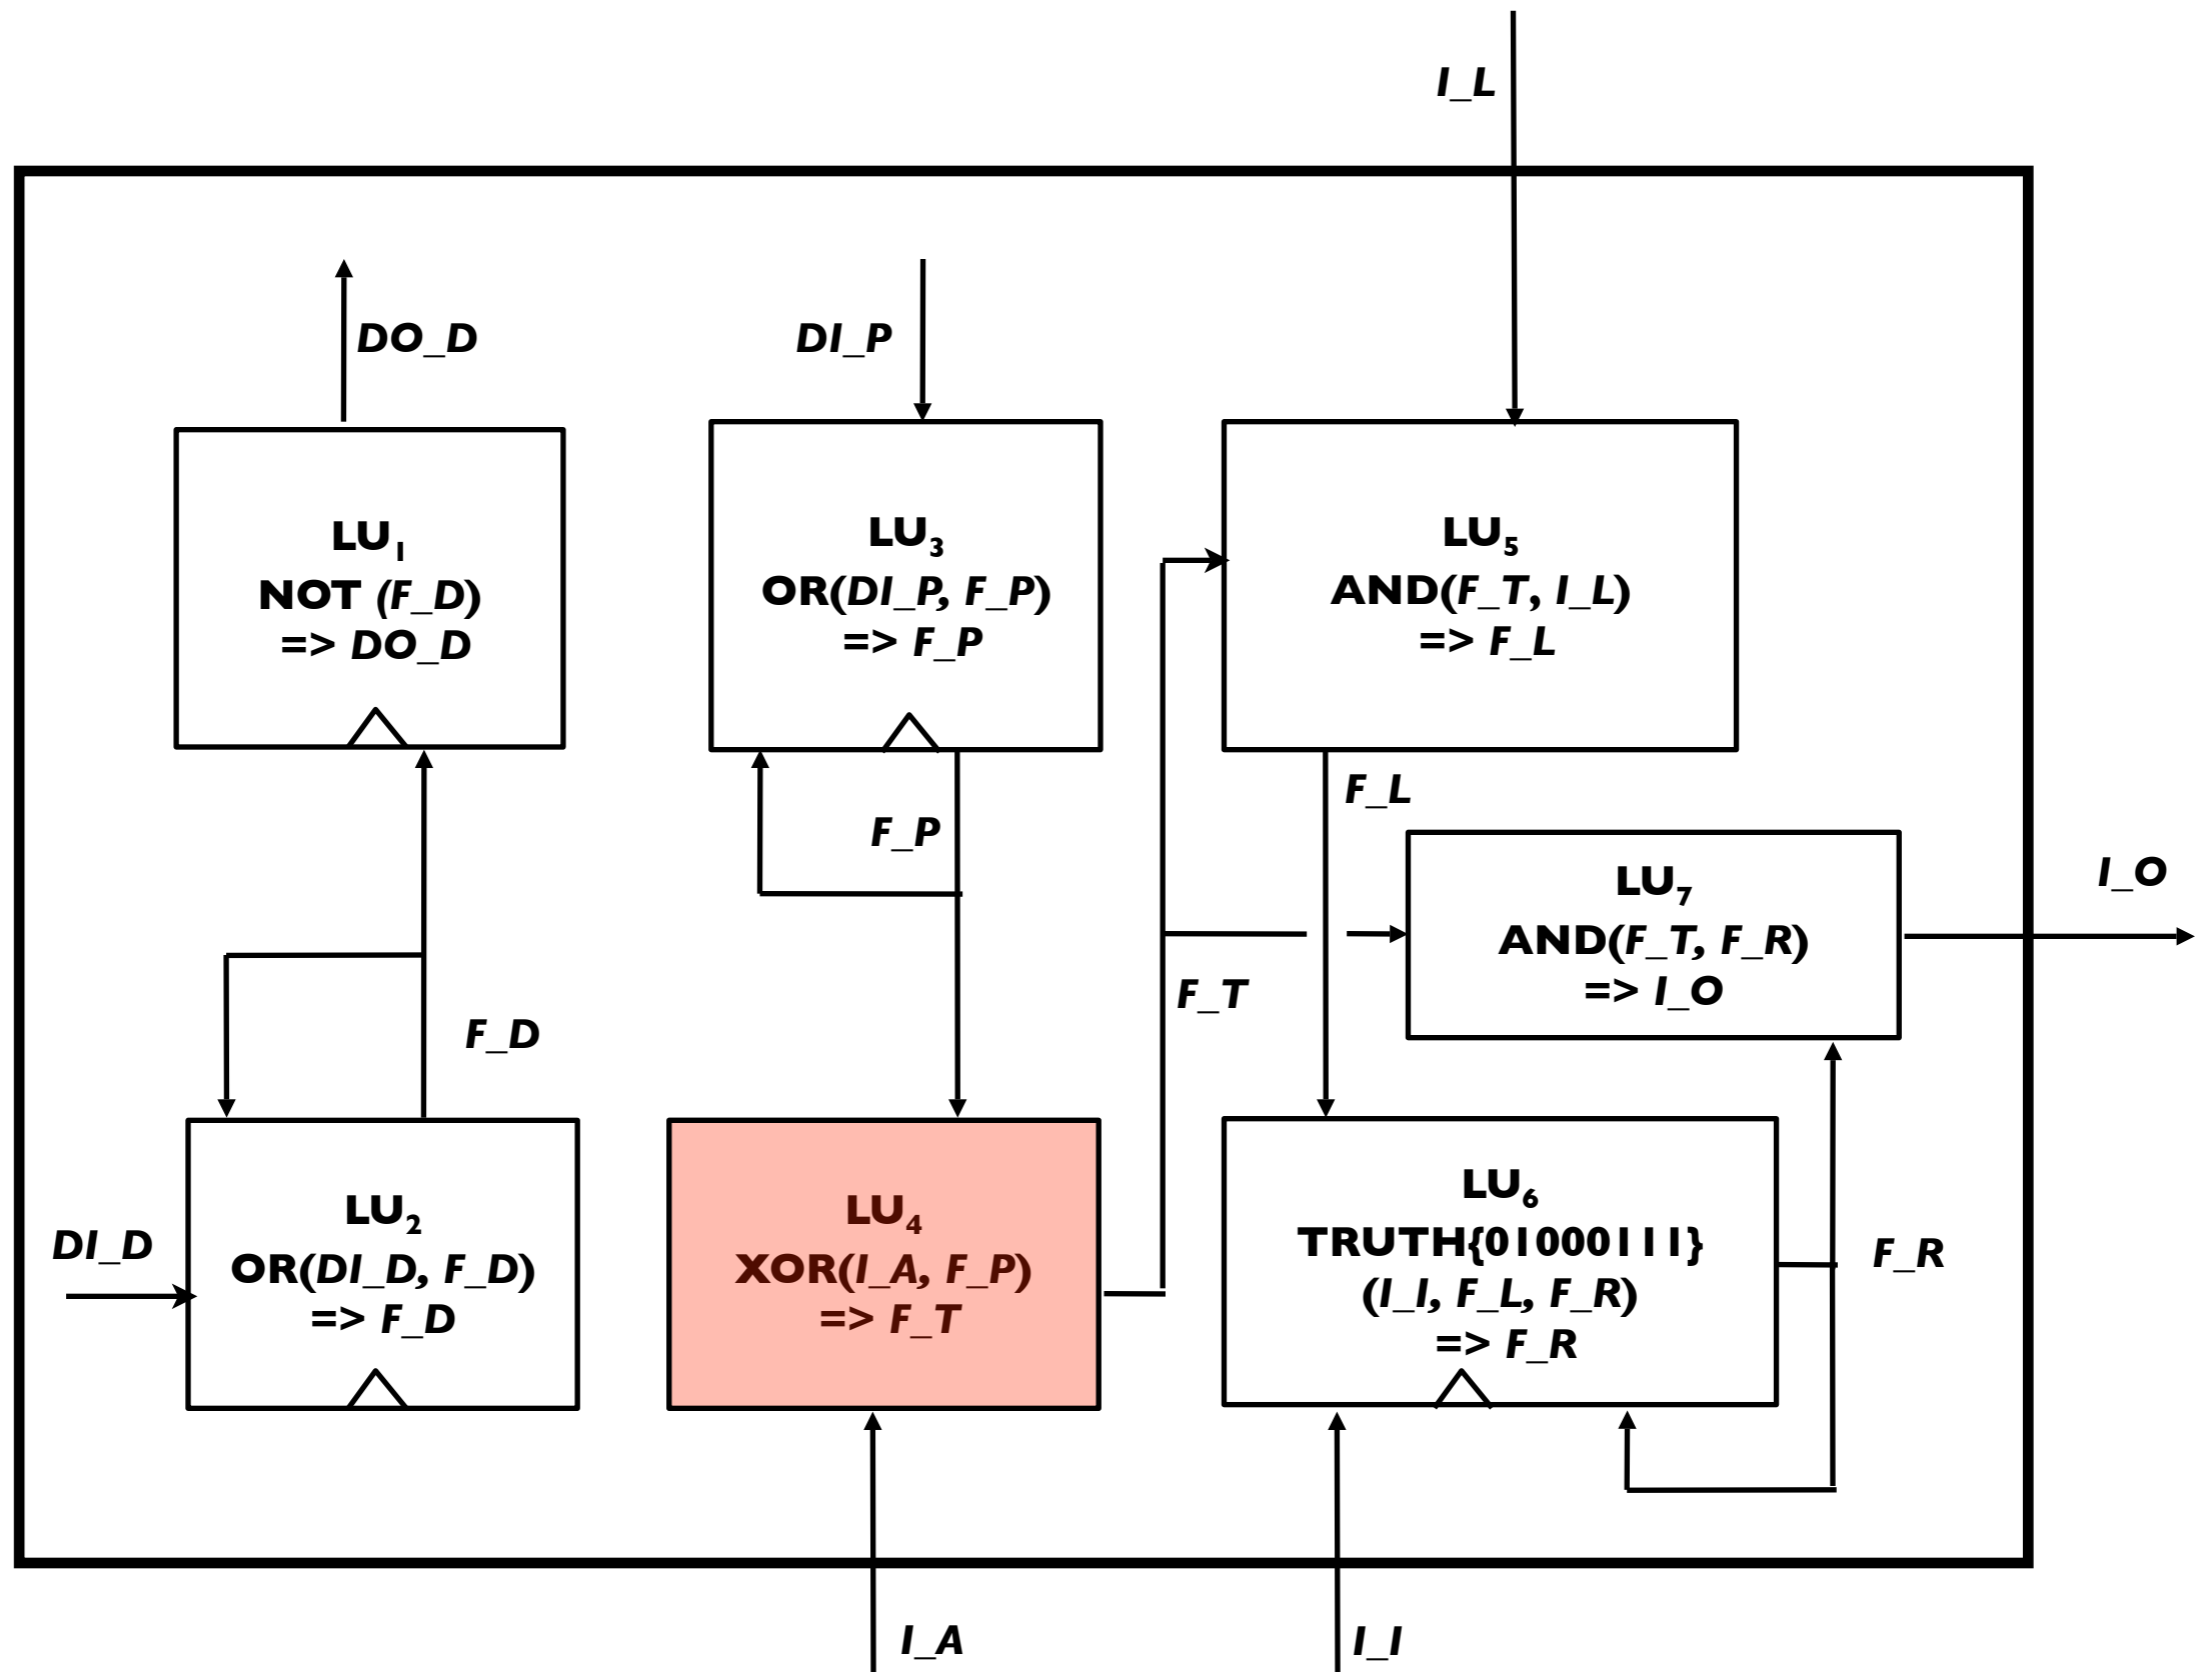 I_L
DO_D
DI_P
LU1
NOT (F_D)
=> DO_D
LU3
OR(DI_P, F_P)
=> F_P
LU5
AND(F_T, I_L)
=> F_L
F_L
F_P
LU7
AND(F_T, F_R)
=> I_O
I_O
F_T
F_D
DI_D
LU2
OR(DI_D, F_D)
=> F_D
LU4
XOR(I_A, F_P)
=> F_T
LU6
TRUTH{01000111}
(I_I, F_L, F_R)
=> F_R
F_R
I_A
I_I